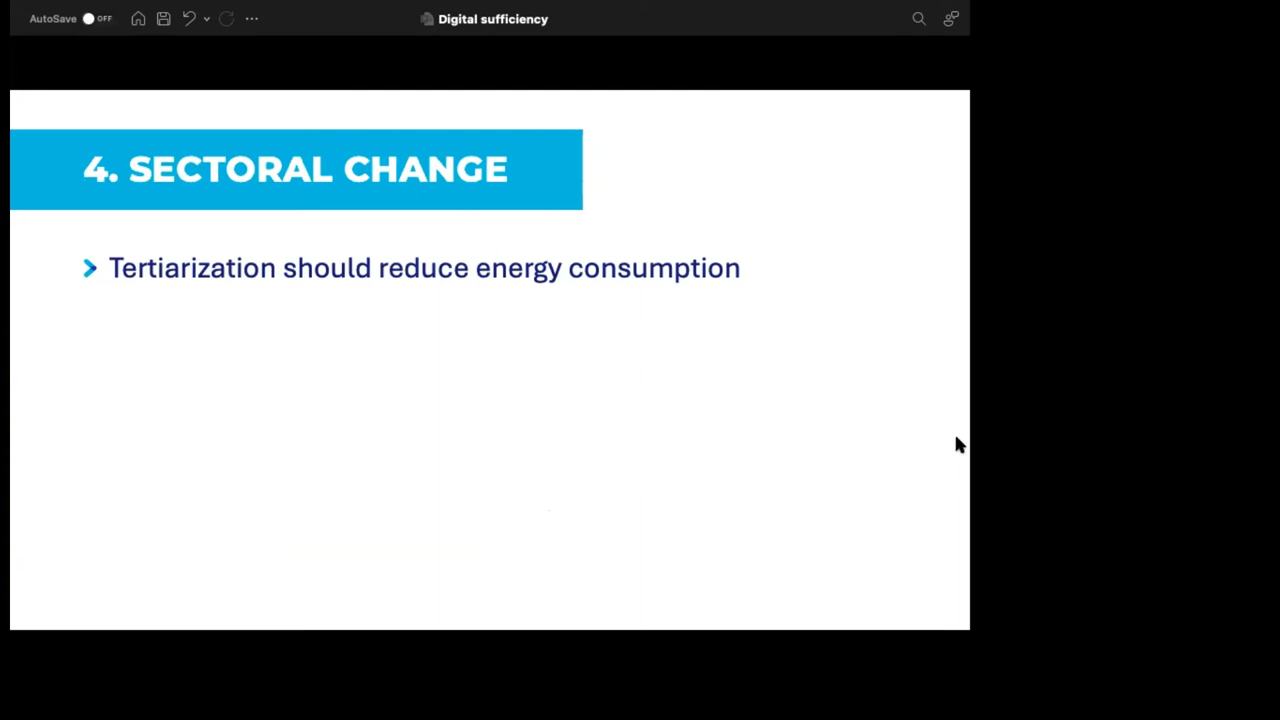 AutoSave OFF
Digital sufficiency
4. SECTORAL CHANGE
Tertiarization should reduce energy consumption